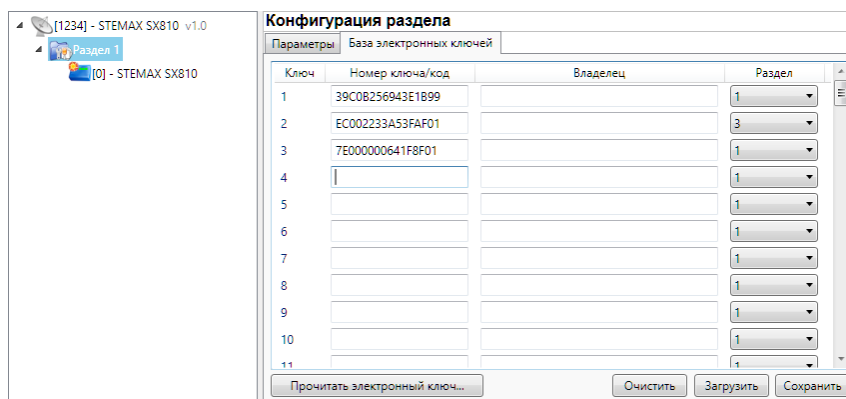 [1234] - STEMAX SX810 v1.0
Раздел 1
[0] - STEMAX SX810
Конфигурация раздела
Параметры База электронных ключей
Ключ Номер ключа/код Владелец Раздел
1 39C0B256943E1B99 1
2 EC002233A53FAF01 3
3 7E000000641F8F01 1
4 1
5 1
6 1
7 1
8 1
9 1
10 1
11 1
Прочитать электронный ключ... Очистить Загрузить Сохранить